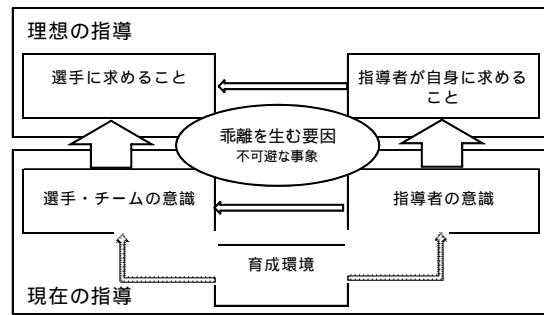 理想の指導
選手に求めること
指導者が自身に求める
こと
乖離を生む要因
不可避な事象
選手・チームの意識
指導者の意識
育成環境
現在の指導